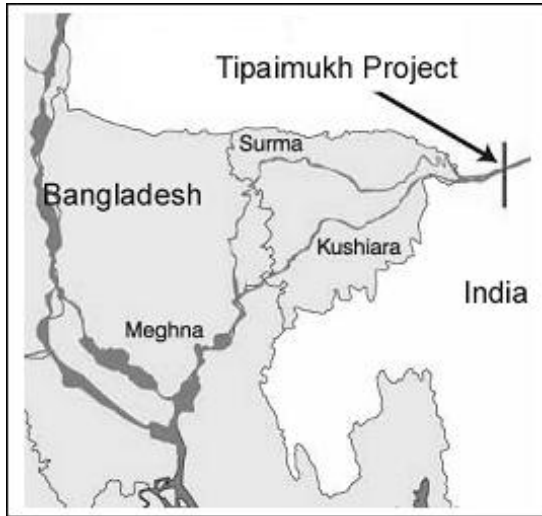 Tipaimukh Project
Surma
Bangladesh
Kushiara
India
Meghna